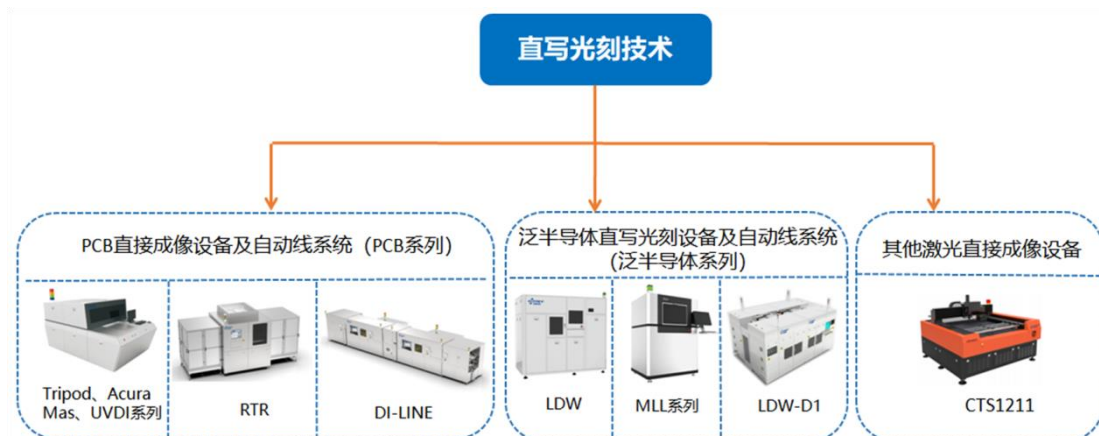 直写光刻技术
PCB直接成像设备及自动线系统（PCB系列）
Tripod、Acura
Mas、UVDI系列
RTR
DI-LINE
泛半导体直写光刻设备及自动线系统
(泛半导体系列)
LDW
MLL系列
LDW-D1
其他激光直接成像设备
CTS1211